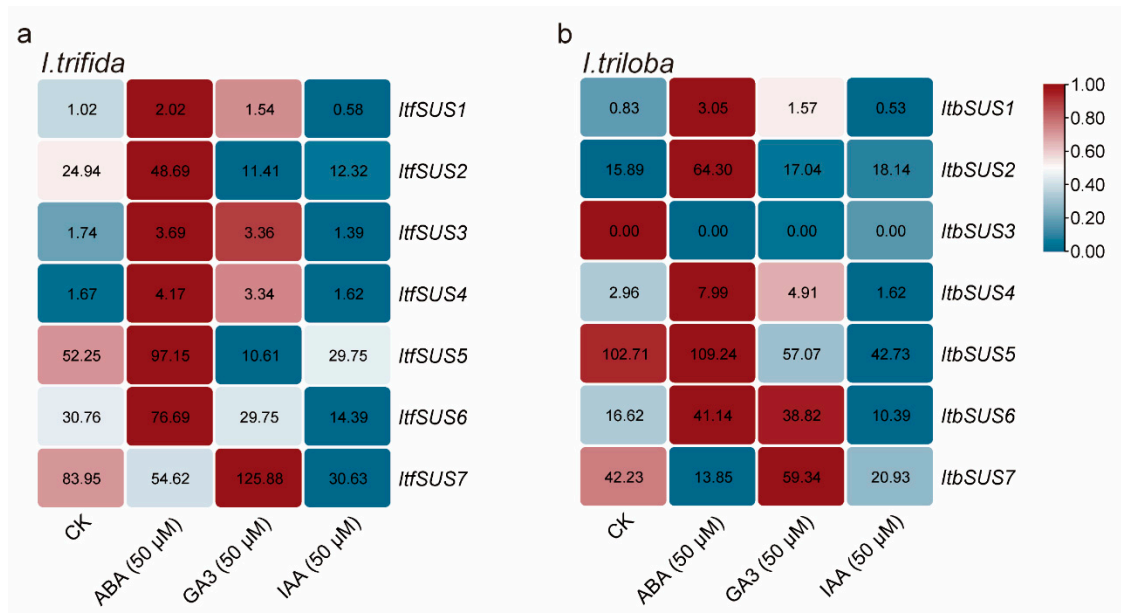 a
I.trifida
1.02 2.02 1.54 0.58 ItfSUS1
24.94 48.69 11.41 12.32 ItfSUS2
1.74 3.69 3.36 1.39 ItfSUS3
1.67 4.17 3.34 1.62 ItfSUS4
52.25 97.15 10.61 29.75 ItfSUS5
30.76 76.69 29.75 14.39 ItfSUS6
83.95 54.62 125.88 30.63 ItfSUS7
CK ABA (50 μM) GA3 (50 μM) IAA (50 μM)
b
I.triloba
0.83 3.05 1.57 0.53 ItbSUS1
15.89 64.30 17.04 18.14 ItbSUS2
0.00 0.00 0.00 0.00 ItbSUS3
2.96 7.99 4.91 1.62 ItbSUS4
102.71 109.24 57.07 42.73 ItbSUS5
16.62 41.14 38.82 10.39 ItbSUS6
42.23 13.85 59.34 20.93 ItbSUS7
CK ABA (50 μM) GA3 (50 μM) IAA (50 μM)
1.00
0.80
0.60
0.40
0.20
0.00